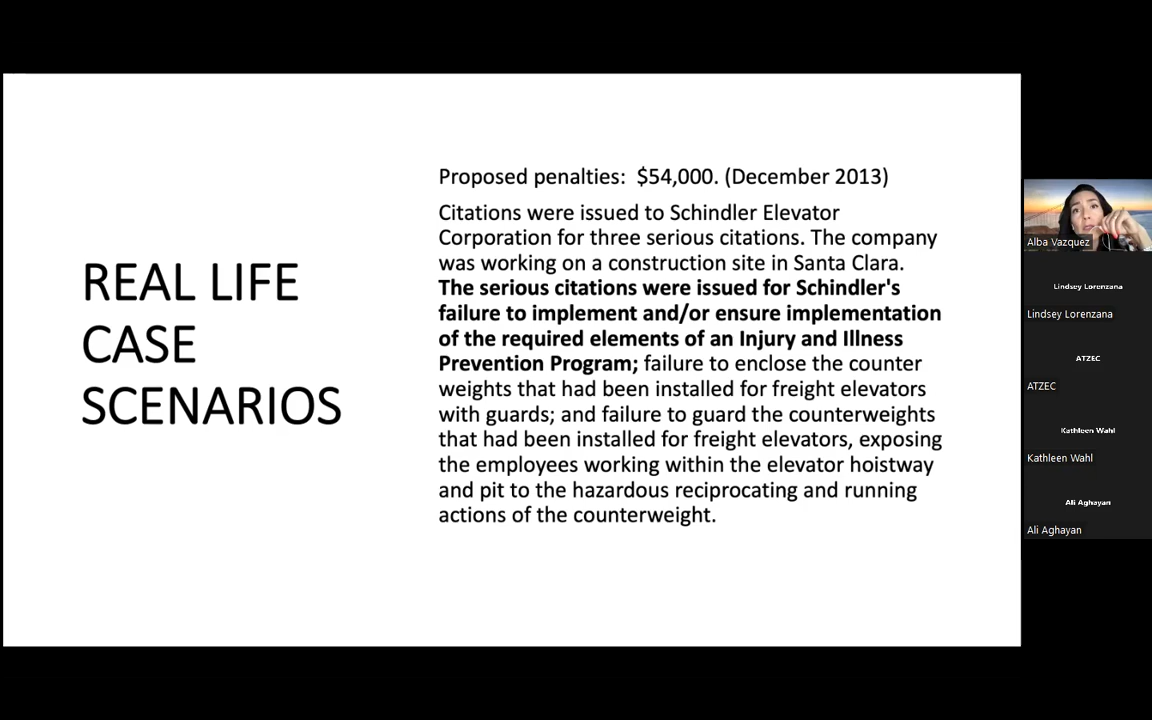 REAL LIFE
CASE
SCENARIOS
Proposed penalties:  $54,000. (December 2013)
Citations were issued to Schindler Elevator
Corporation for three serious citations. The company
was working on a construction site in Santa Clara.
The serious citations were issued for Schindler's
failure to implement and/or ensure implementation
of the required elements of an Injury and Illness
Prevention Program; failure to enclose the counter
weights that had been installed for freight elevators
with guards; and failure to guard the counterweights
that had been installed for freight elevators, exposing
the employees working within the elevator hoistway
and pit to the hazardous reciprocating and running
actions of the counterweight.
Alba Vazquez
Lindsey Lorenzana
Lindsey Lorenzana
ATZEC
ATZEC
Kathleen Wahl
Kathleen Wahl
Ali Aghayan
Ali Aghayan